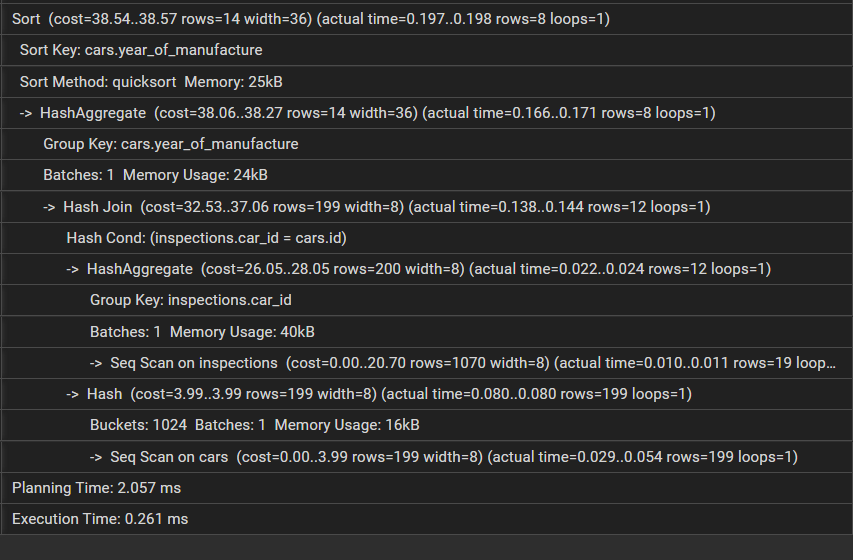 Sort (cost=38.54..38.57 rows=14 width=36) (actual time=0.197..0.198 rows=8 loops=1)
Sort Key: cars.year_of_manufacture
Sort Method: quicksort Memory: 25kB
-> HashAggregate (cost=38.06..38.27 rows=14 width=36) (actual time=0.166..0.171 rows=8 loops=1)
Group Key: cars.year_of_manufacture
Batches: 1 Memory Usage: 24kB
-> Hash Join (cost=32.53..37.06 rows=199 width=8) (actual time=0.138..0.144 rows=12 loops=1)
Hash Cond: (inspections.car_id = cars.id)
-> HashAggregate (cost=26.05..28.05 rows=200 width=8) (actual time=0.022..0.024 rows=12 loops=1)
Group Key: inspections.car_id
Batches: 1 Memory Usage: 40kB
-> Seq Scan on inspections (cost=0.00..20.70 rows=1070 width=8) (actual time=0.010..0.011 rows=19 loop...
-> Hash (cost=3.99..3.99 rows=199 width=8) (actual time=0.080..0.080 rows=199 loops=1)
Buckets: 1024 Batches: 1 Memory Usage: 16kB
-> Seq Scan on cars (cost=0.00..3.99 rows=199 width=8) (actual time=0.029..0.054 rows=199 loops=1)
Planning Time: 2.057 ms
Execution Time: 0.261 ms